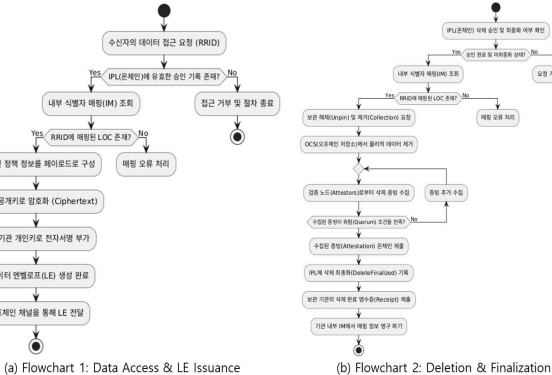 수신자의 데이터 접근 요청 (RRID)
IPL(온체인)에 유효한 승인 기록 존재?
Yes
No
내부 식별자 매핑(IM) 조회
접근 거부 및 절차 종료
RRID에 매핑된 LOC 존재?
Yes
No
정책 정보를 페이로드로 구성
매핑 오류 처리
공개키로 암호화 (Ciphertext)
기관 개인키로 전자서명 부가
엔벨로프(LE) 생성 완료
채널을 통해 LE 전달
(a) Flowchart 1: Data Access & LE Issuance
IPL(온체인) 삭제 승인 및 최종화 여부 확인
승인 완료 및 미최종화 상태?
Yes
No
내부 식별자 매핑(IM) 조회
요청
RRID에 매핑된 LOC 존재?
Yes
No
보관 해제(Unpin) 및 제거(Collection) 요청
매핑 오류 처리
OCS(오프체인 저장소)에서 물리적 데이터 제거
검증 노드(Attestors)로부터 삭제 증빙 수집
증빙 추가 수집
수집된 증빙이 쿼럼(Quorum) 조건을 만족?
No
수집된 증빙(Attestation) 온체인 제출
IPL에 삭제 최종화(DeleteFinalized) 기록
보관 기관의 삭제 완료 영수증(Receipt) 제출
기관 내부 IM에서 매핑 정보 영구 파기
(b) Flowchart 2: Deletion & Finalization